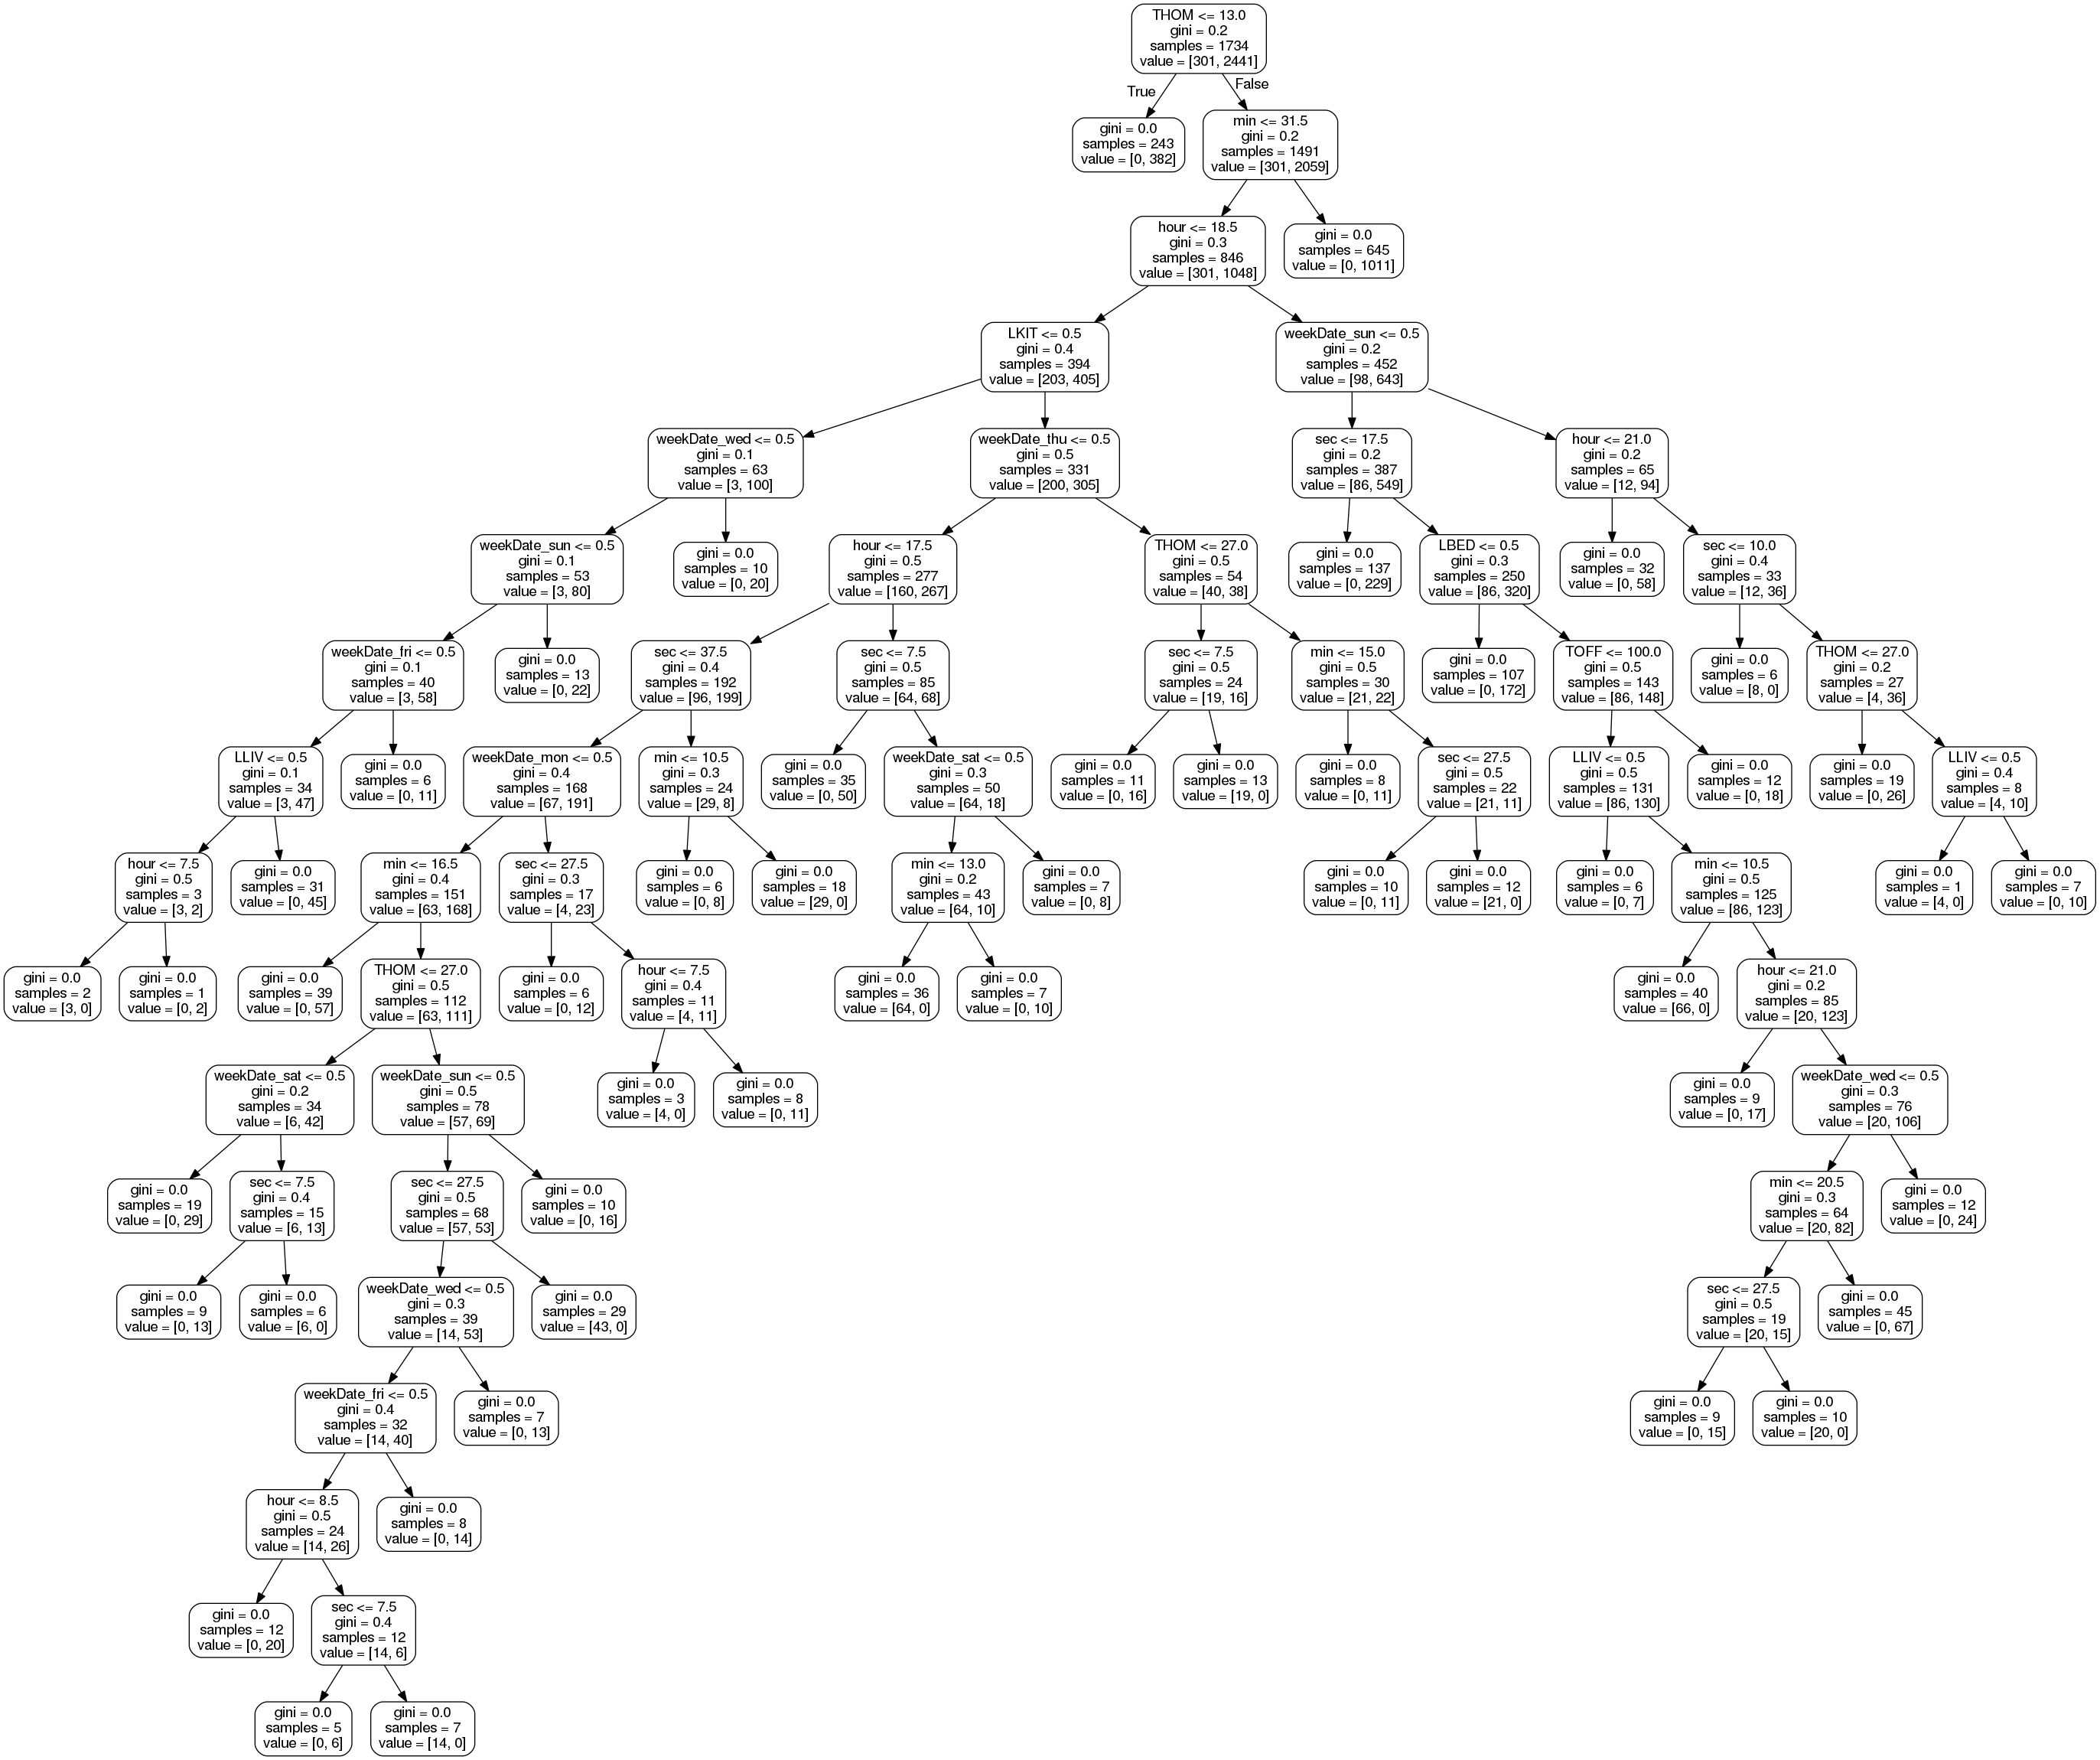 THOM <= 13.0
gini = 0.2
samples = 1734
value = [301, 2441]
True
False
gini = 0.0
samples = 243
value = [0, 382]
min <= 31.5
gini = 0.2
samples = 1491
value = [301, 2059]
hour <= 18.5
gini = 0.3
samples = 846
value = [301, 1048]
gini = 0.0
samples = 645
value = [0, 1011]
LKIT <= 0.5
gini = 0.4
samples = 394
value = [203, 405]
weekDate_sun <= 0.5
gini = 0.2
samples = 452
value = [98, 643]
weekDate_wed <= 0.5
gini = 0.1
samples = 63
value = [3, 100]
weekDate_thu <= 0.5
gini = 0.5
samples = 331
value = [200, 305]
sec <= 17.5
gini = 0.2
samples = 387
value = [86, 549]
hour <= 21.0
gini = 0.2
samples = 65
value = [12, 94]
weekDate_sun <= 0.5
gini = 0.1
samples = 53
value = [3, 80]
gini = 0.0
samples = 10
value = [0, 20]
hour <= 17.5
gini = 0.5
samples = 277
value = [160, 267]
THOM <= 27.0
gini = 0.5
samples = 54
value = [40, 38]
gini = 0.0
samples = 137
value = [0, 229]
LBED <= 0.5
gini = 0.3
samples = 250
value = [86, 320]
gini = 0.0
samples = 32
value = [0, 58]
sec <= 10.0
gini = 0.4
samples = 33
value = [12, 36]
weekDate_fri <= 0.5
gini = 0.1
samples = 40
value = [3, 58]
gini = 0.0
samples = 13
value = [0, 22]
sec <= 37.5
gini = 0.4
samples = 192
value = [96, 199]
sec <= 7.5
gini = 0.5
samples = 85
value = [64, 68]
sec <= 7.5
gini = 0.5
samples = 24
value = [19, 16]
min <= 15.0
gini = 0.5
samples = 30
value = [21, 22]
gini = 0.0
samples = 107
value = [0, 172]
TOFF <= 100.0
gini = 0.5
samples = 143
value = [86, 148]
gini = 0.0
samples = 6
value = [8, 0]
THOM <= 27.0
gini = 0.2
samples = 27
value = [4, 36]
LLIV <= 0.5
gini = 0.1
samples = 34
value = [3, 47]
gini = 0.0
samples = 6
value = [0, 11]
weekDate_mon <= 0.5
gini = 0.4
samples = 168
value = [67, 191]
min <= 10.5
gini = 0.3
samples = 24
value = [29, 8]
gini = 0.0
samples = 35
value = [0, 50]
weekDate_sat <= 0.5
gini = 0.3
samples = 50
value = [64, 18]
gini = 0.0
samples = 11
value = [0, 16]
gini = 0.0
samples = 13
value = [19, 0]
gini = 0.0
samples = 8
value = [0, 11]
sec <= 27.5
gini = 0.5
samples = 22
value = [21, 11]
LLIV <= 0.5
gini = 0.5
samples = 131
value = [86, 130]
gini = 0.0
samples = 12
value = [0, 18]
gini = 0.0
samples = 19
value = [0, 26]
LLIV <= 0.5
gini = 0.4
samples = 8
value = [4, 10]
hour <= 7.5
gini = 0.5
samples = 3
value = [3, 2]
gini = 0.0
samples = 31
value = [0, 45]
min <= 16.5
gini = 0.4
samples = 151
value = [63, 168]
sec <= 27.5
gini = 0.3
samples = 17
value = [4, 23]
gini = 0.0
samples = 6
value = [0, 8]
gini = 0.0
samples = 18
value = [29, 0]
min <= 13.0
gini = 0.2
samples = 43
value = [64, 10]
gini = 0.0
samples = 7
value = [0, 8]
gini = 0.0
samples = 10
value = [0, 11]
gini = 0.0
samples = 12
value = [21, 0]
gini = 0.0
samples = 6
value = [0, 7]
min <= 10.5
gini = 0.5
samples = 125
value = [86, 123]
gini = 0.0
samples = 1
value = [4, 0]
gini = 0.0
samples = 7
value = [0, 10]
gini = 0.0
samples = 2
value = [3, 0]
gini = 0.0
samples = 1
value = [0, 2]
gini = 0.0
samples = 39
value = [0, 57]
THOM <= 27.0
gini = 0.5
samples = 112
value = [63, 111]
gini = 0.0
samples = 6
value = [0, 12]
hour <= 7.5
gini = 0.4
samples = 11
value = [4, 11]
gini = 0.0
samples = 36
value = [64, 0]
gini = 0.0
samples = 7
value = [0, 10]
gini = 0.0
samples = 40
value = [66, 0]
hour <= 21.0
gini = 0.2
samples = 85
value = [20, 123]
weekDate_sat <= 0.5
gini = 0.2
samples = 34
value = [6, 42]
weekDate_sun <= 0.5
gini = 0.5
samples = 78
value = [57, 69]
gini = 0.0
samples = 3
value = [4, 0]
gini = 0.0
samples = 8
value = [0, 11]
gini = 0.0
samples = 9
value = [0, 17]
weekDate_wed <= 0.5
gini = 0.3
samples = 76
value = [20, 106]
gini = 0.0
samples = 19
value = [0, 29]
sec <= 7.5
gini = 0.4
samples = 15
value = [6, 13]
sec <= 27.5
gini = 0.5
samples = 68
value = [57, 53]
gini = 0.0
samples = 10
value = [0, 16]
min <= 20.5
gini = 0.3
samples = 64
value = [20, 82]
gini = 0.0
samples = 12
value = [0, 24]
gini = 0.0
samples = 9
value = [0, 13]
gini = 0.0
samples = 6
value = [6, 0]
weekDate_wed <= 0.5
gini = 0.3
samples = 39
value = [14, 53]
gini = 0.0
samples = 29
value = [43, 0]
sec <= 27.5
gini = 0.5
samples = 19
value = [20, 15]
gini = 0.0
samples = 45
value = [0, 67]
weekDate_fri <= 0.5
gini = 0.4
samples = 32
value = [14, 40]
gini = 0.0
samples = 7
value = [0, 13]
gini = 0.0
samples = 9
value = [0, 15]
gini = 0.0
samples = 10
value = [20, 0]
hour <= 8.5
gini = 0.5
samples = 24
value = [14, 26]
gini = 0.0
samples = 8
value = [0, 14]
gini = 0.0
samples = 12
value = [0, 20]
sec <= 7.5
gini = 0.4
samples = 12
value = [14, 6]
gini = 0.0
samples = 5
value = [0, 6]
gini = 0.0
samples = 7
value = [14, 0]